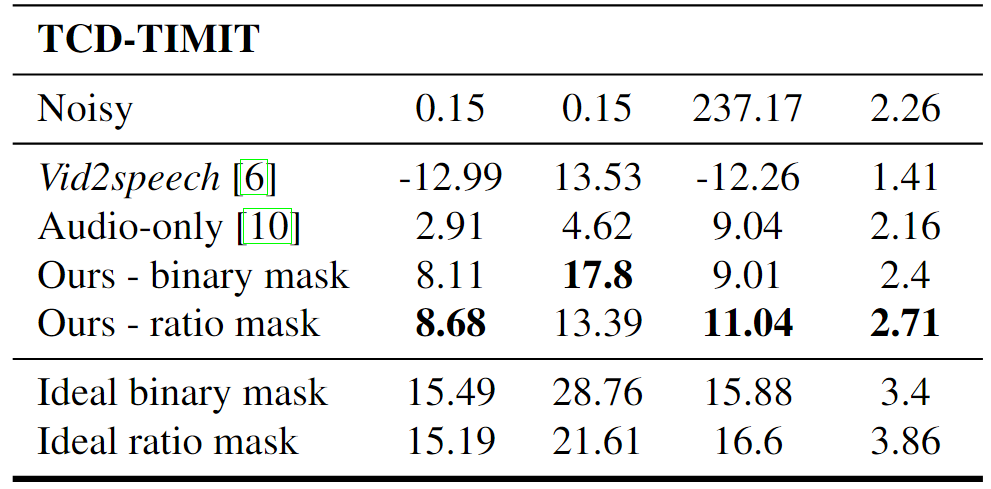 TCD-TIMIT
Noisy 0.15 0.15 237.17 2.26
Vid2speech [6] -12.99 13.53 -12.26 1.41
Audio-only [10] 2.91 4.62 9.04 2.16
Ours - binary mask 8.11 17.8 9.01 2.4
Ours - ratio mask 8.68 13.39 11.04 2.71
Ideal binary mask 15.49 28.76 15.88 3.4
Ideal ratio mask 15.19 21.61 16.6 3.86